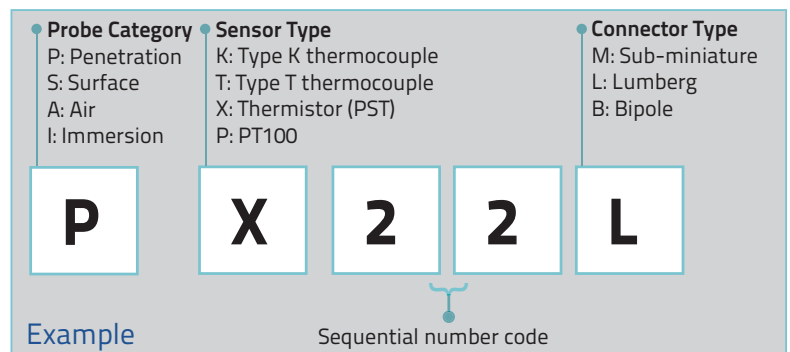 Probe Category
P: Penetration
S: Surface
A: Air
I: Immersion
Sensor Type
K: Type K thermocouple
T: Type T thermocouple
X: Thermistor (PST)
P: PT100
Connector Type
M: Sub-miniature
L: Lumberg
B: Bipole
P X 2 2 L
Example
Sequential number code